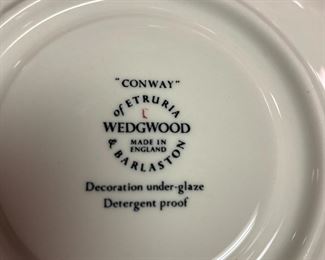 "CONWAY"
of ETRURIA
WEDGWOOD
MADE IN
ENGLAND
& BARLASTON
Decoration under-glaze
Detergent proof